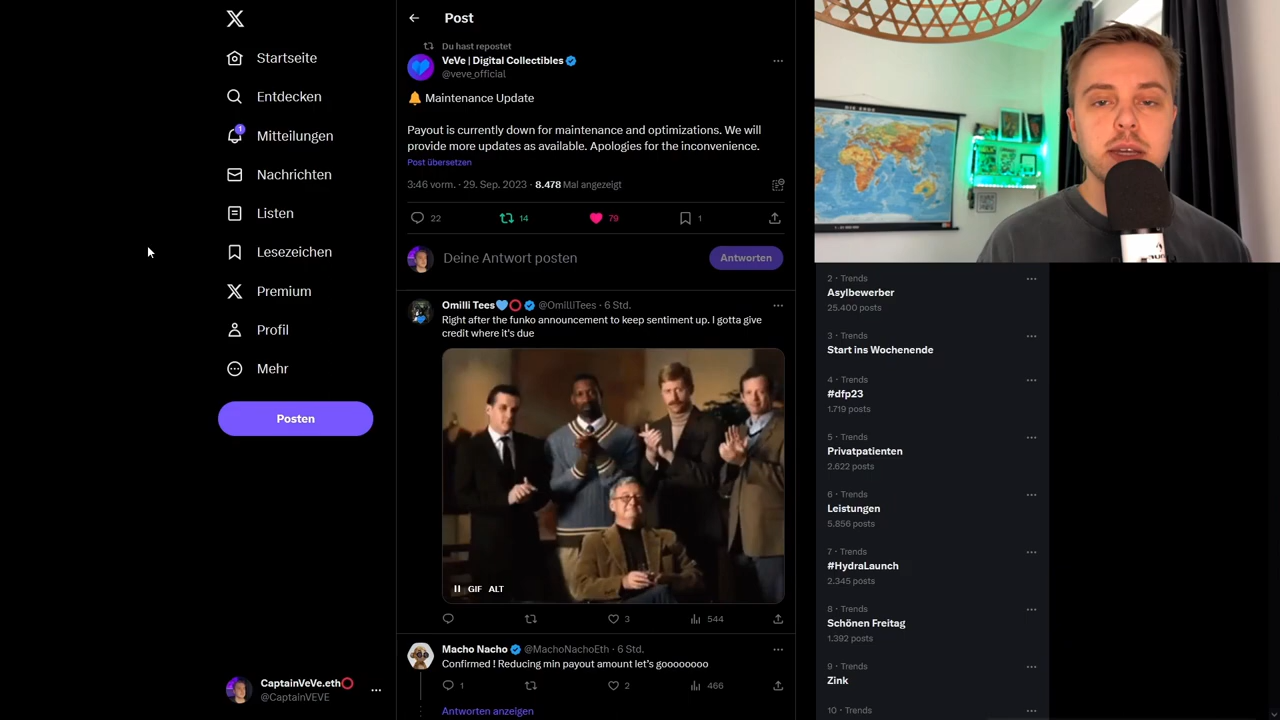 Startseite
Entdecken
1
Mitteilungen
Nachrichten
Listen
Lesezeichen
Premium
Profil
Mehr
Posten
CaptainVeVe.eth⭕
@CaptainVEVE
Post
Du hast repostet
VeVe | Digital Collectibles
@veve_official
🔔 Maintenance Update
Payout is currently down for maintenance and optimizations. We will
provide more updates as available. Apologies for the inconvenience.
Post übersetzen
3:46 vorm. · 29. Sep. 2023 · 8.478 Mal angezeigt
22
14
79
1
Deine Antwort posten
Antworten
Omilli Tees💙⭕ @OmilliTees · 6 Std.
Right after the funko announcement to keep sentiment up. I gotta give
credit where it's due
GIF ALT
3
544
Macho Nacho @MachoNachoEth · 6 Std.
Confirmed ! Reducing min payout amount let's goooooooo
1
2
466
Antworten anzeigen
DIE ERDE
2 · Trends
Asylbewerber
25.400 posts
3 · Trends
Start ins Wochenende
4 · Trends
#dfp23
1.719 posts
5 · Trends
Privatpatienten
2.622 posts
6 · Trends
Leistungen
5.856 posts
7 · Trends
#HydraLaunch
2.345 posts
8 · Trends
Schönen Freitag
1.392 posts
9 · Trends
Zink
10 · Trends